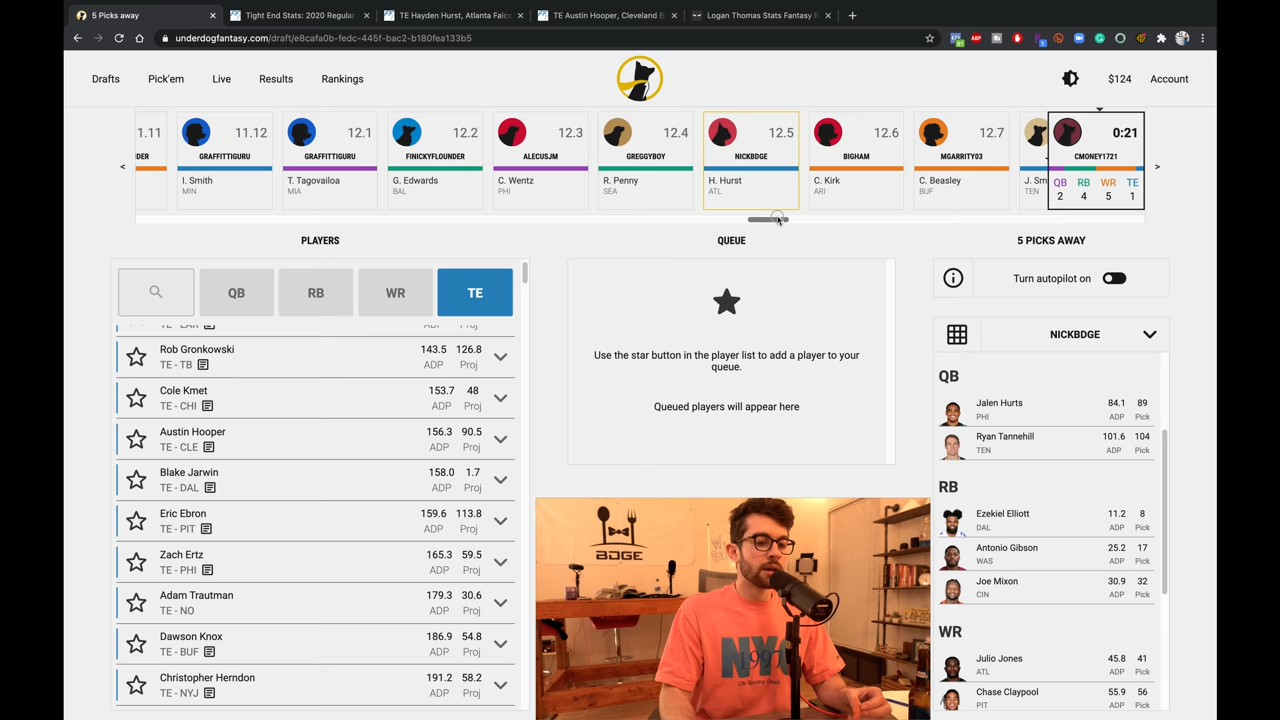 5 Picks away
Tight End Stats: 2020 Regular
TE Hayden Hurst, Atlanta Falc
TE Austin Hooper, Cleveland B
Logan Thomas Stats Fantasy R
underdogfantasy.com/draft/e8cafa0b-fedc-445f-bac2-b180fea133b5
Drafts
Pick'em
Live
Results
Rankings
$124
Account
1.11
DER
11.12
GRAFFITIGURU
I. Smith
MIN
12.1
GRAFFITIGURU
T. Tagovailoa
MIA
12.2
FINICKYFLOUNDER
G. Edwards
BAL
12.3
ALECUSJM
C. Wentz
PHI
12.4
GREGGYBOY
R. Penny
SEA
12.5
NICKBDGE
H. Hurst
ATL
12.6
BIGHAM
C. Kirk
ARI
12.7
MGARRITY03
C. Beasley
BUF
J. Sm
TEN
0:21
CMONEY1721
QB RB WR TE
2 4 5 1
PLAYERS
QUEUE
5 PICKS AWAY
QB
RB
WR
TE
TE - LAR
Rob Gronkowski 143.5 126.8
TE - TB ADP Proj
Cole Kmet 153.7 48
TE - CHI ADP Proj
Austin Hooper 156.3 90.5
TE - CLE ADP Proj
Blake Jarwin 158.0 1.7
TE - DAL ADP Proj
Eric Ebron 159.6 113.8
TE - PIT ADP Proj
Zach Ertz 165.3 59.5
TE - PHI ADP Proj
Adam Trautman 179.3 30.6
TE - NO ADP Proj
Dawson Knox 186.9 54.8
TE - BUF ADP Proj
Christopher Herndon 191.2 58.2
TE - NYJ ADP Proj
Use the star button in the player list to add a player to your
queue.
Queued players will appear here
BDGE
NYC
1997
Turn autopilot on
NICKBDGE
QB
Jalen Hurts 84.1 89
PHI ADP Pick
Ryan Tannehill 101.6 104
TEN ADP Pick
RB
Ezekiel Elliott 11.2 8
DAL ADP Pick
Antonio Gibson 25.2 17
WAS ADP Pick
Joe Mixon 30.9 32
CIN ADP Pick
WR
Julio Jones 45.8 41
ATL ADP Pick
Chase Claypool 55.9 56
PIT ADP Pick